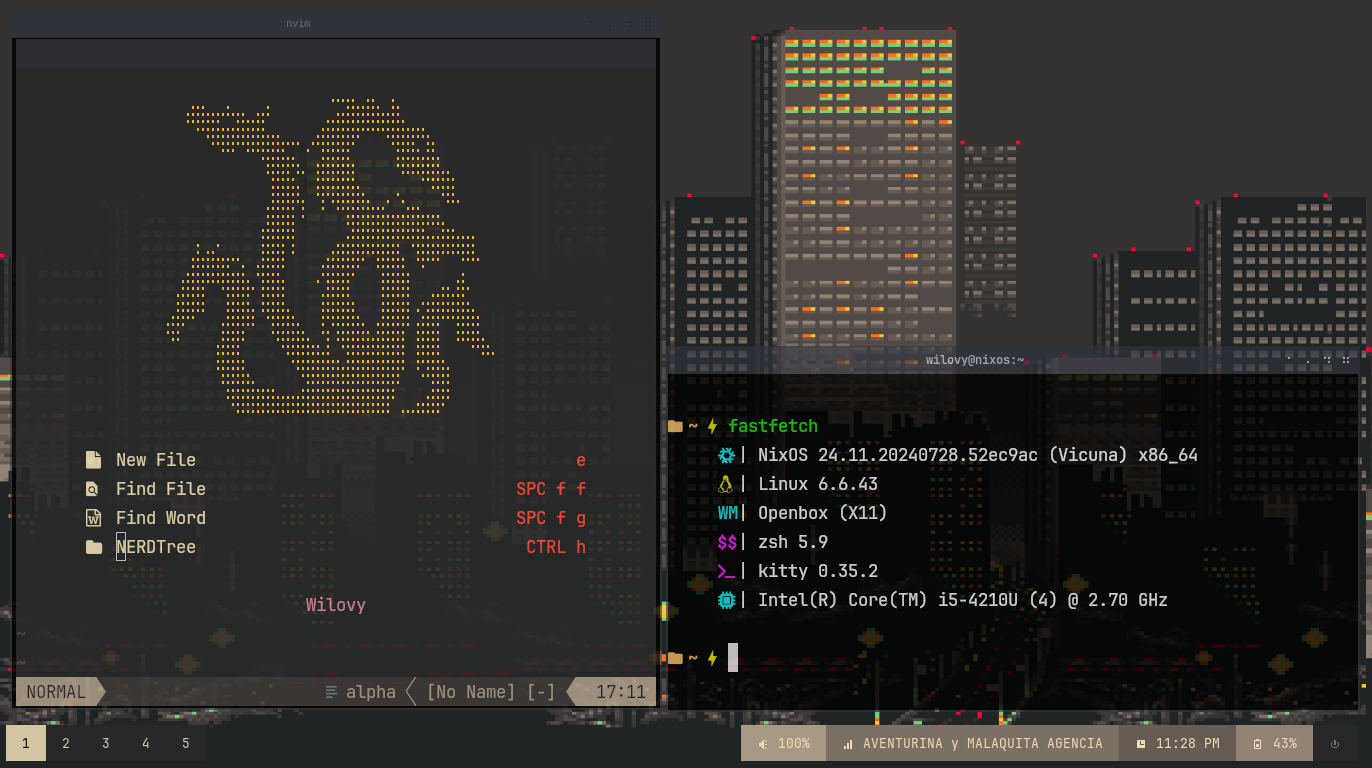 nvim
New File e
Find File SPC f f
Find Word SPC f g
NERDTree CTRL h
Wilovy
~
~
NORMAL alpha [No Name] [-] 17:11
wilovy@nixos:~
~ fastfetch
| NixOS 24.11.20240728.52ec9ac (Vicuna) x86_64
| Linux 6.6.43
WM| Openbox (X11)
$$| zsh 5.9
>_| kitty 0.35.2
| Intel(R) Core(TM) i5-4210U (4) @ 2.70 GHz
~
1 2 3 4 5
100% AVENTURINA y MALAQUITA AGENCIA 11:28 PM 43%